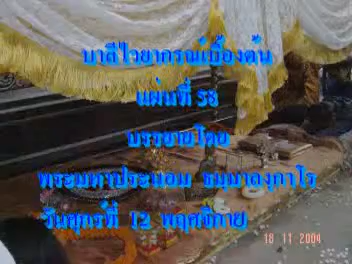 บาลีไวยากรณ์เบื้องต้น
แผ่นที่ 58
บรรยายโดย
พระมหาประนอม ธมฺมาลงฺกาโร
วันศุกร์ที่ 12 พฤศจิกาย
18 11 2004